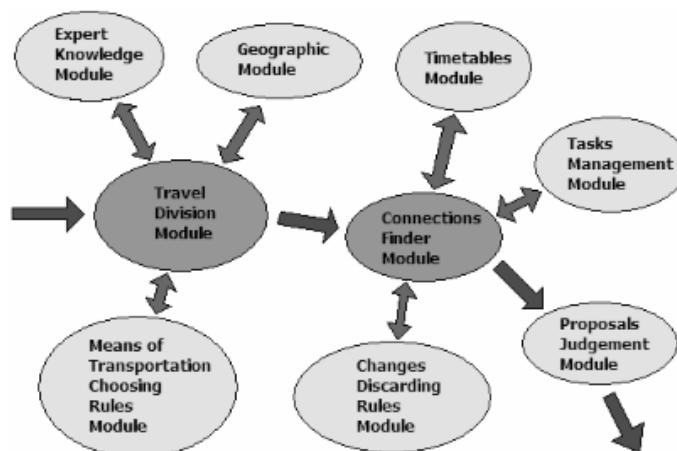 Expert
Knowledge
Module
Geographic
Module
Timetables
Module
Tasks
Management
Module
Travel
Division
Module
Connections
Finder
Module
Means of
Transportation
Choosing
Rules
Module
Changes
Discarding
Rules
Module
Proposals
Judgement
Module